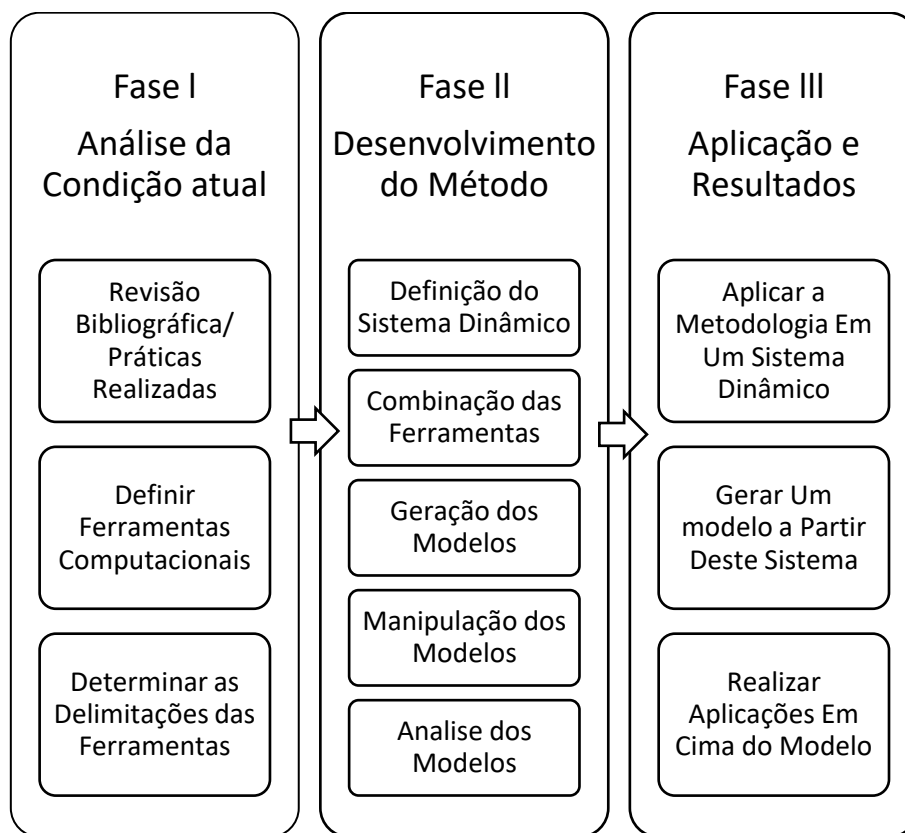 Fase l
Análise da
Condição atual
Revisão
Bibliográfica/
Práticas
Realizadas
Definir
Ferramentas
Computacionais
Determinar as
Delimitações das
Ferramentas
Fase ll
Desenvolvimento
do Método
Definição do
Sistema Dinâmico
Combinação das
Ferramentas
Geração dos
Modelos
Manipulação dos
Modelos
Analise dos
Modelos
Fase lll
Aplicação e
Resultados
Aplicar a
Metodologia Em
Um Sistema
Dinâmico
Gerar Um
modelo a Partir
Deste Sistema
Realizar
Aplicações Em
Cima do Modelo